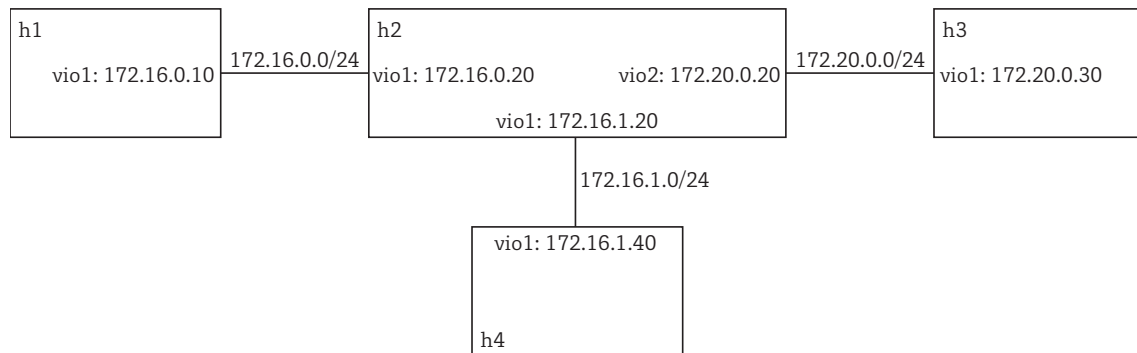 h1
vio1: 172.16.0.10
172.16.0.0/24
h2
vio1: 172.16.0.20
vio2: 172.20.0.20
vio1: 172.16.1.20
172.20.0.0/24
h3
vio1: 172.20.0.30
172.16.1.0/24
vio1: 172.16.1.40
h4